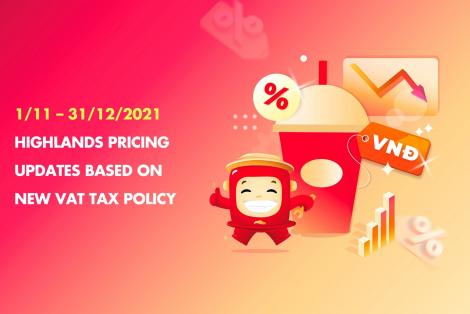 1/11 – 31/12/2021
HIGHLANDS PRICING
UPDATES BASED ON
NEW VAT TAX POLICY
%
VNĐ
%
%